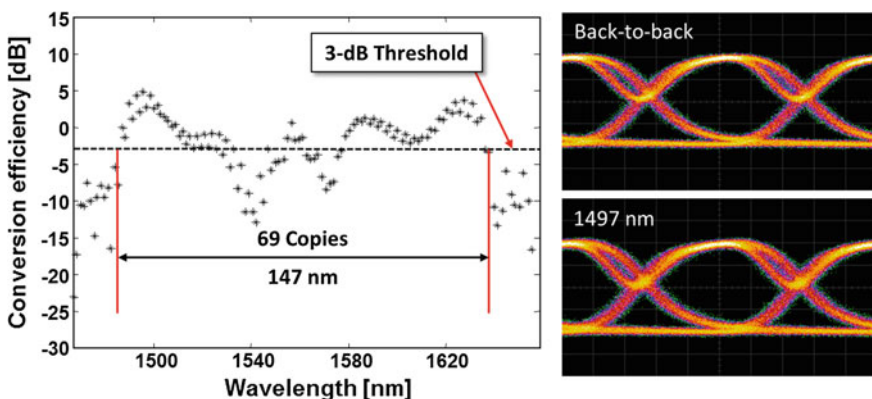 Conversion efficiency [dB]
15
10
5
0
-5
-10
-15
-20
-25
-30
3-dB Threshold
69 Copies
147 nm
1500
1540
1580
1620
Wavelength [nm]
Back-to-back
1497 nm